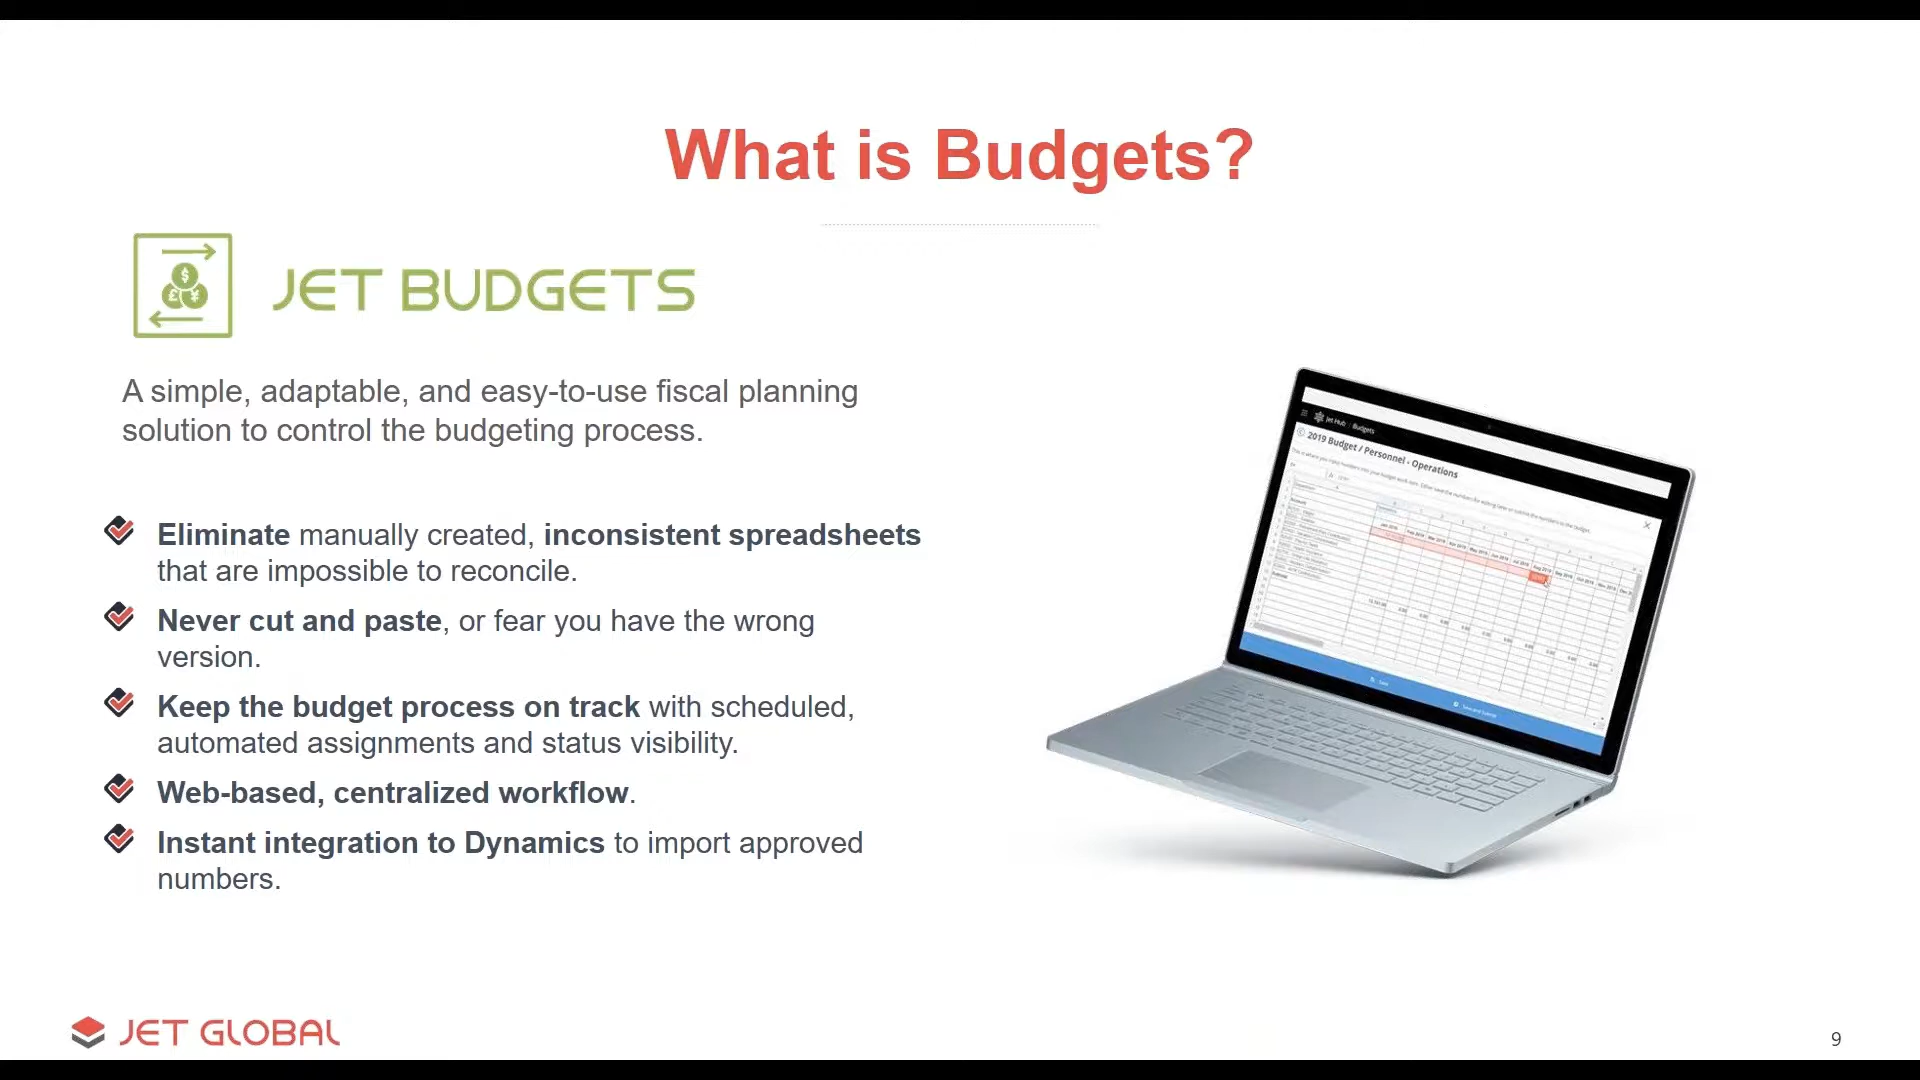 What is Budgets?
JET BUDGETS
A simple, adaptable, and easy-to-use fiscal planning
solution to control the budgeting process.
Eliminate manually created, inconsistent spreadsheets
that are impossible to reconcile.
Never cut and paste, or fear you have the wrong
version.
Keep the budget process on track with scheduled,
automated assignments and status visibility.
Web-based, centralized workflow.
Instant integration to Dynamics to import approved
numbers.
Jet Hub / Budgets
2019 Budget / Personnel - Operations
JET GLOBAL
9